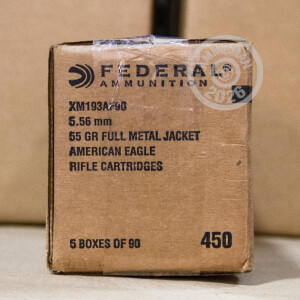 FEDERAL
AMMUNITION
XM193AF90
5.56 mm
55 GR FULL METAL JACKET
AMERICAN EAGLE
RIFLE CARTRIDGES
5 BOXES OF 90 450